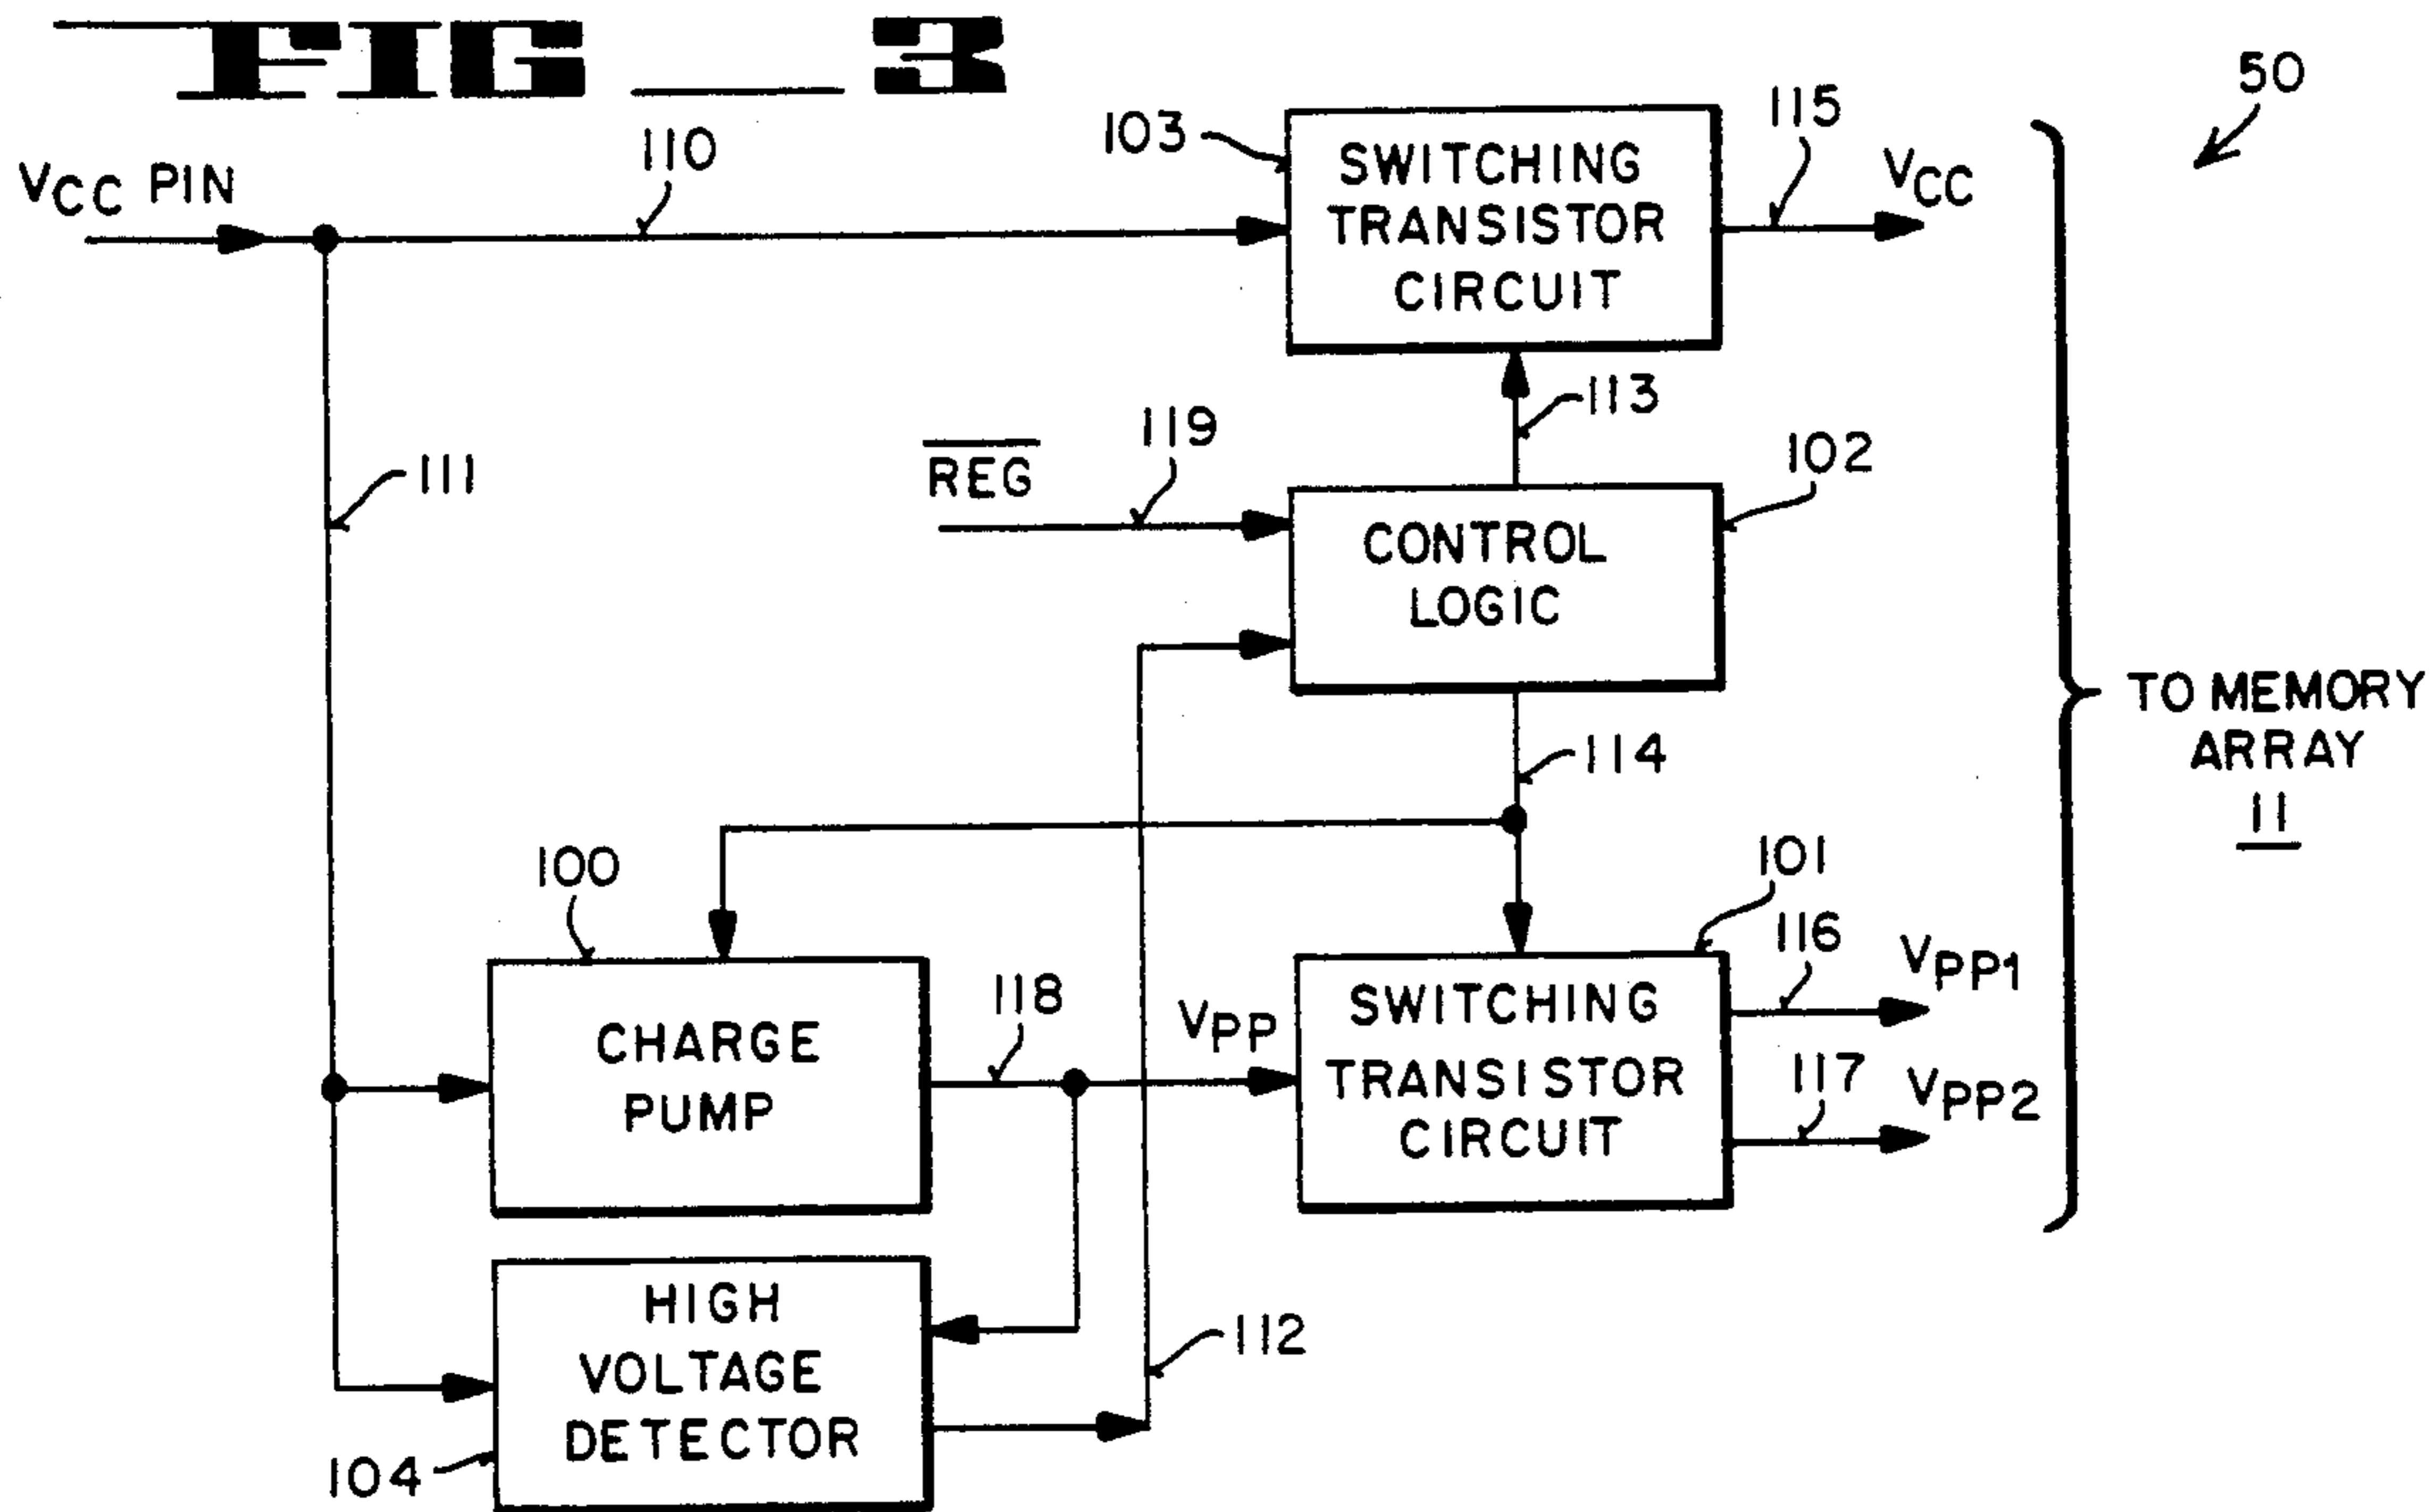 FIG 3
50
115
110
103
SWITCHING
TRANSISTOR
CIRCUIT
VCC PIN
VCC
113
119
REG
102
111
CONTROL
LOGIC
TO MEMORY
ARRAY
11
114
100
101
116
VPP1
118
VPP
SWITCHING
TRANSISTOR
CIRCUIT
CHARGE
PUMP
117
VPP2
HIGH
VOLTAGE
DETECTOR
112
104